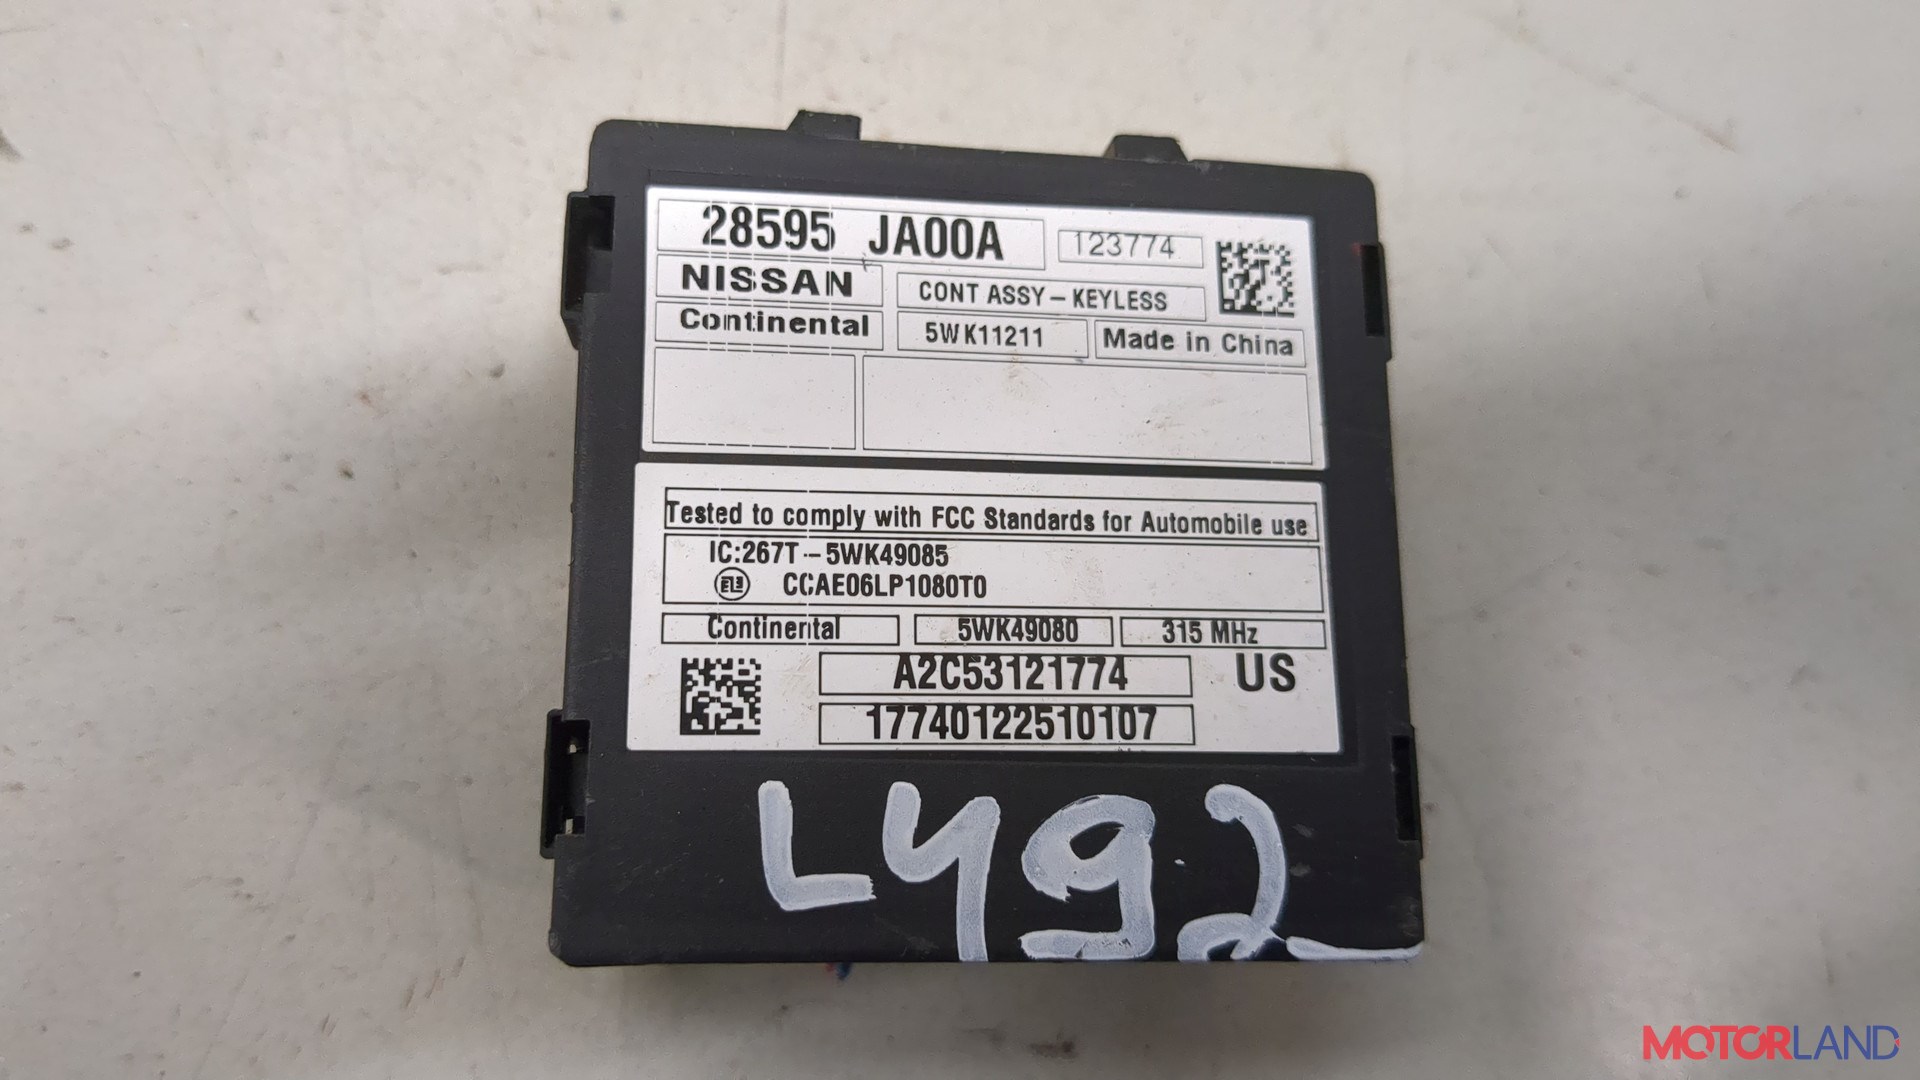 28595 JA00A 123774
NISSAN CONT ASSY-KEYLESS
Continental 5WK11211 Made in China
Tested to comply with FCC Standards for Automobile use
IC:267T-5WK49085
CCAE06LP1080T0
Continental 5WK49080 315 MHz
A2C53121774 US
17740122510107
L492
MOTORLAND